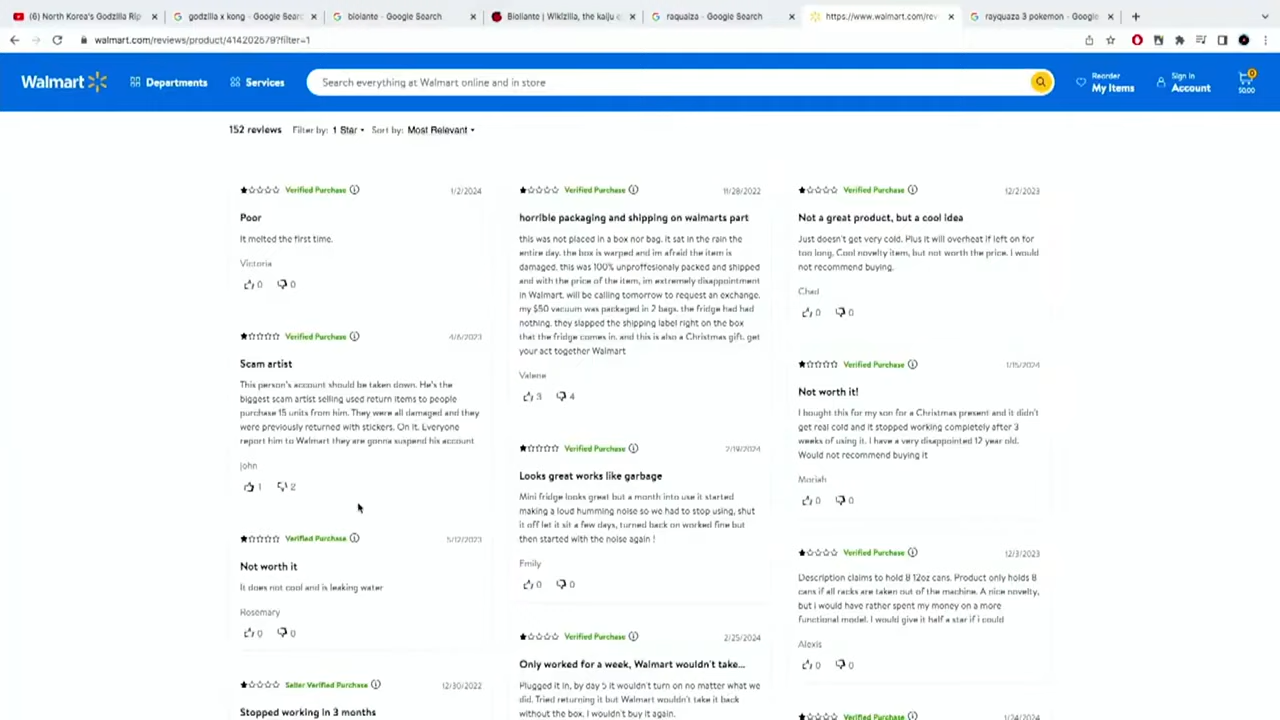 (6) North Korea's Godzilla Rip
godzilla x kong - Google Searc
biolante - Google Search
Biollante | Wikizilla, the kaiju e
raquaiza - Google Search
https://www.walmart.com/rev
rayquaza 3 pokemon - Google
walmart.com/reviews/product/414202579?filter=1
Walmart
Departments
Services
Search everything at Walmart online and in store
Reorder
My Items
Sign In
Account
0
$0.00
152 reviews Filter by: 1 Star Sort by: Most Relevant
Verified Purchase 1/2/2024
Poor
It melted the first time.
Victoria
0 0
Verified Purchase 4/6/2023
Scam artist
This person's account should be taken down. He's the
biggest scam artist selling used return items to people
purchase 15 units from him. They were all damaged and they
were previously returned with stickers. On it. Everyone
report him to Walmart they are gonna suspend his account
John
1 2
Verified Purchase 5/12/2023
Not worth it
It does not cool and is leaking water
Rosemary
0 0
Seller Verified Purchase 12/30/2022
Stopped working in 3 months
Verified Purchase 11/28/2022
horrible packaging and shipping on walmarts part
this was not placed in a box nor bag. it sat in the rain the
entire day. the box is warped and im afraid the item is
damaged. this was 100% unproffesionaly packed and shipped
and with the price of the item, im extremely disappointment
in Walmart. will be calling tomorrow to request an exchange.
my $50 vacuum was packaged in 2 bags. the fridge had had
nothing. they slapped the shipping label right on the box
that the fridge comes in. and this is also a Christmas gift. get
your act together Walmart
Valene
3 4
Verified Purchase 2/19/2024
Looks great works like garbage
Mini fridge looks great but a month into use it started
making a loud humming noise so we had to stop using, shut
it off let it sit a few days, turned back on worked fine but
then started with the noise again !
Emily
0 0
Verified Purchase 2/25/2024
Only worked for a week, Walmart wouldn't take...
Plugged it in, by day 5 it wouldn't turn on no matter what we
did. Tried returning it but Walmart wouldn't take it back
without the box. I wouldn't buy it again.
Verified Purchase 12/2/2023
Not a great product, but a cool idea
Just doesn't get very cold. Plus it will overheat if left on for
too long. Cool novelty item, but not worth the price. I would
not recommend buying.
Chad
0 0
Verified Purchase 1/15/2024
Not worth it!
I bought this for my son for a Christmas present and it didn't
get real cold and it stopped working completely after 3
weeks of using it. I have a very disappointed 12 year old.
Would not recommend buying it
Mariah
0 0
Verified Purchase 12/3/2023
Description claims to hold 8 12oz cans. Product only holds 8
cans if all racks are taken out of the machine. A nice novelty,
but I would have rather spent my money on a more
functional model. I would give it half a star if i could
Alexis
0 0
Verified Purchase 1/24/2024